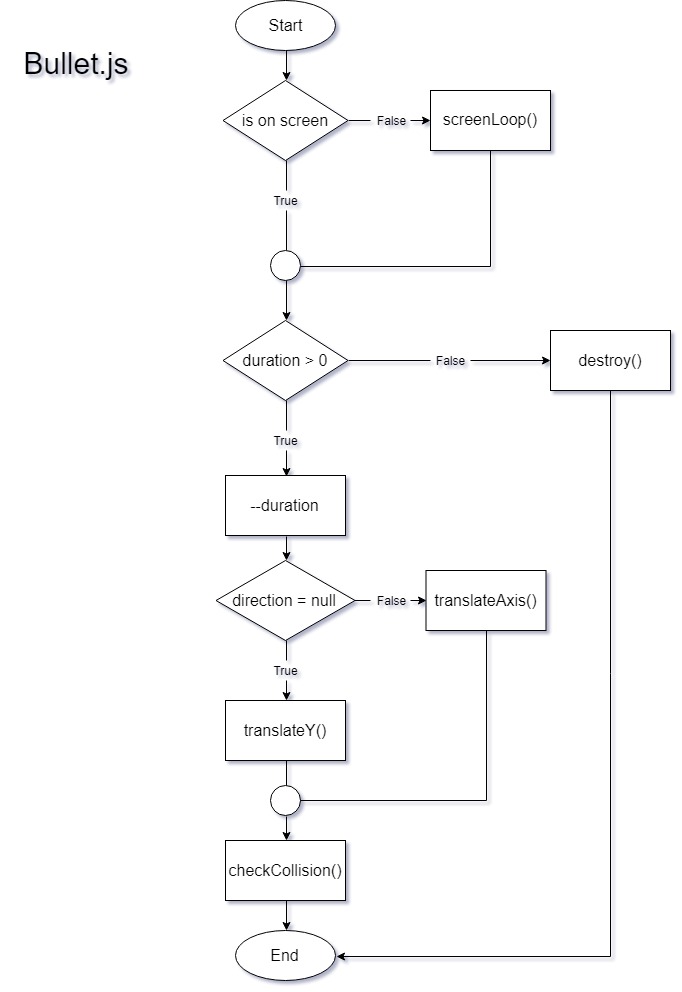 Start
Bullet.js
is on screen
False
screenLoop()
True
duration > 0
False
destroy()
True
--duration
direction = null
False
translateAxis()
True
translateY()
checkCollision()
End